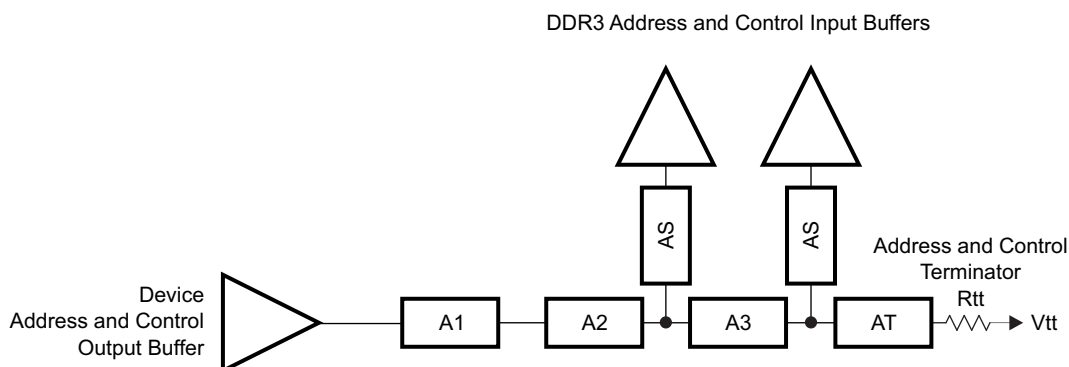 DDR3 Address and Control Input Buffers
AS
AS
Address and Control
Terminator
Rtt
Device
Address and Control
Output Buffer
A1
A2
A3
AT
Vtt